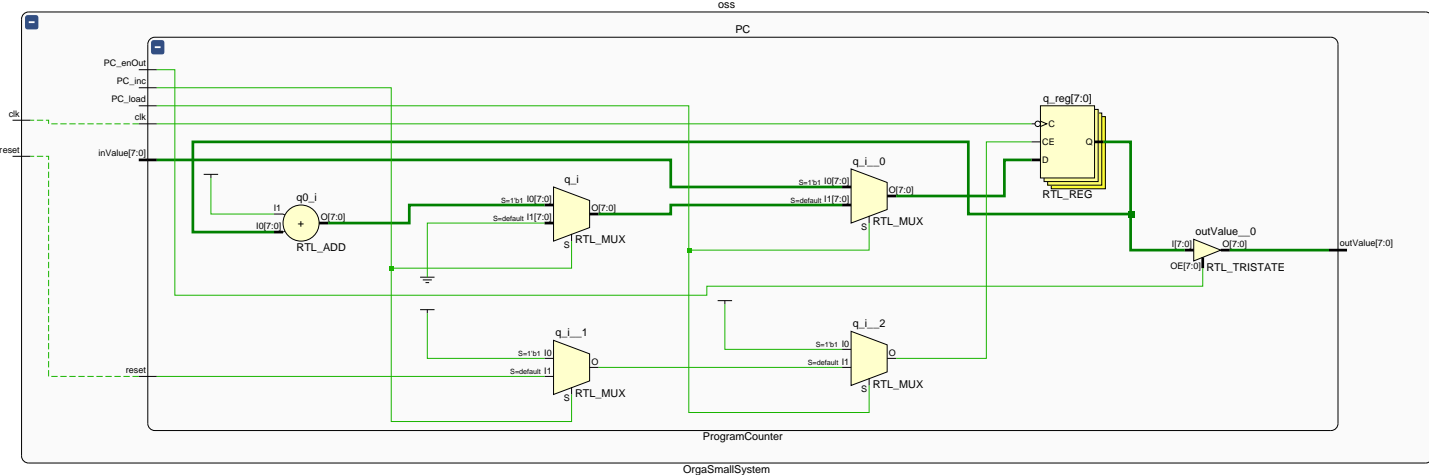 oss
PC
PC_enOut
PC_inc
PC_load
clk
clk
reset
inValue[7:0]
q_reg[7:0]
C
CE
D
Q
RTL_REG
q_i__0
S=1'b1 I0[7:0]
S=default I1[7:0]
O[7:0]
S
RTL_MUX
q_i
S=1'b1 I0[7:0]
S=default I1[7:0]
O[7:0]
S
RTL_MUX
q0_i
I1
I0[7:0]
+
O[7:0]
RTL_ADD
outValue__0
I[7:0]
O[7:0]
OE[7:0]
RTL_TRISTATE
outValue[7:0]
q_i__1
S=1'b1 I0
S=default I1
O
S
RTL_MUX
q_i__2
S=1'b1 I0
S=default I1
O
S
RTL_MUX
reset
ProgramCounter
OrgaSmallSystem